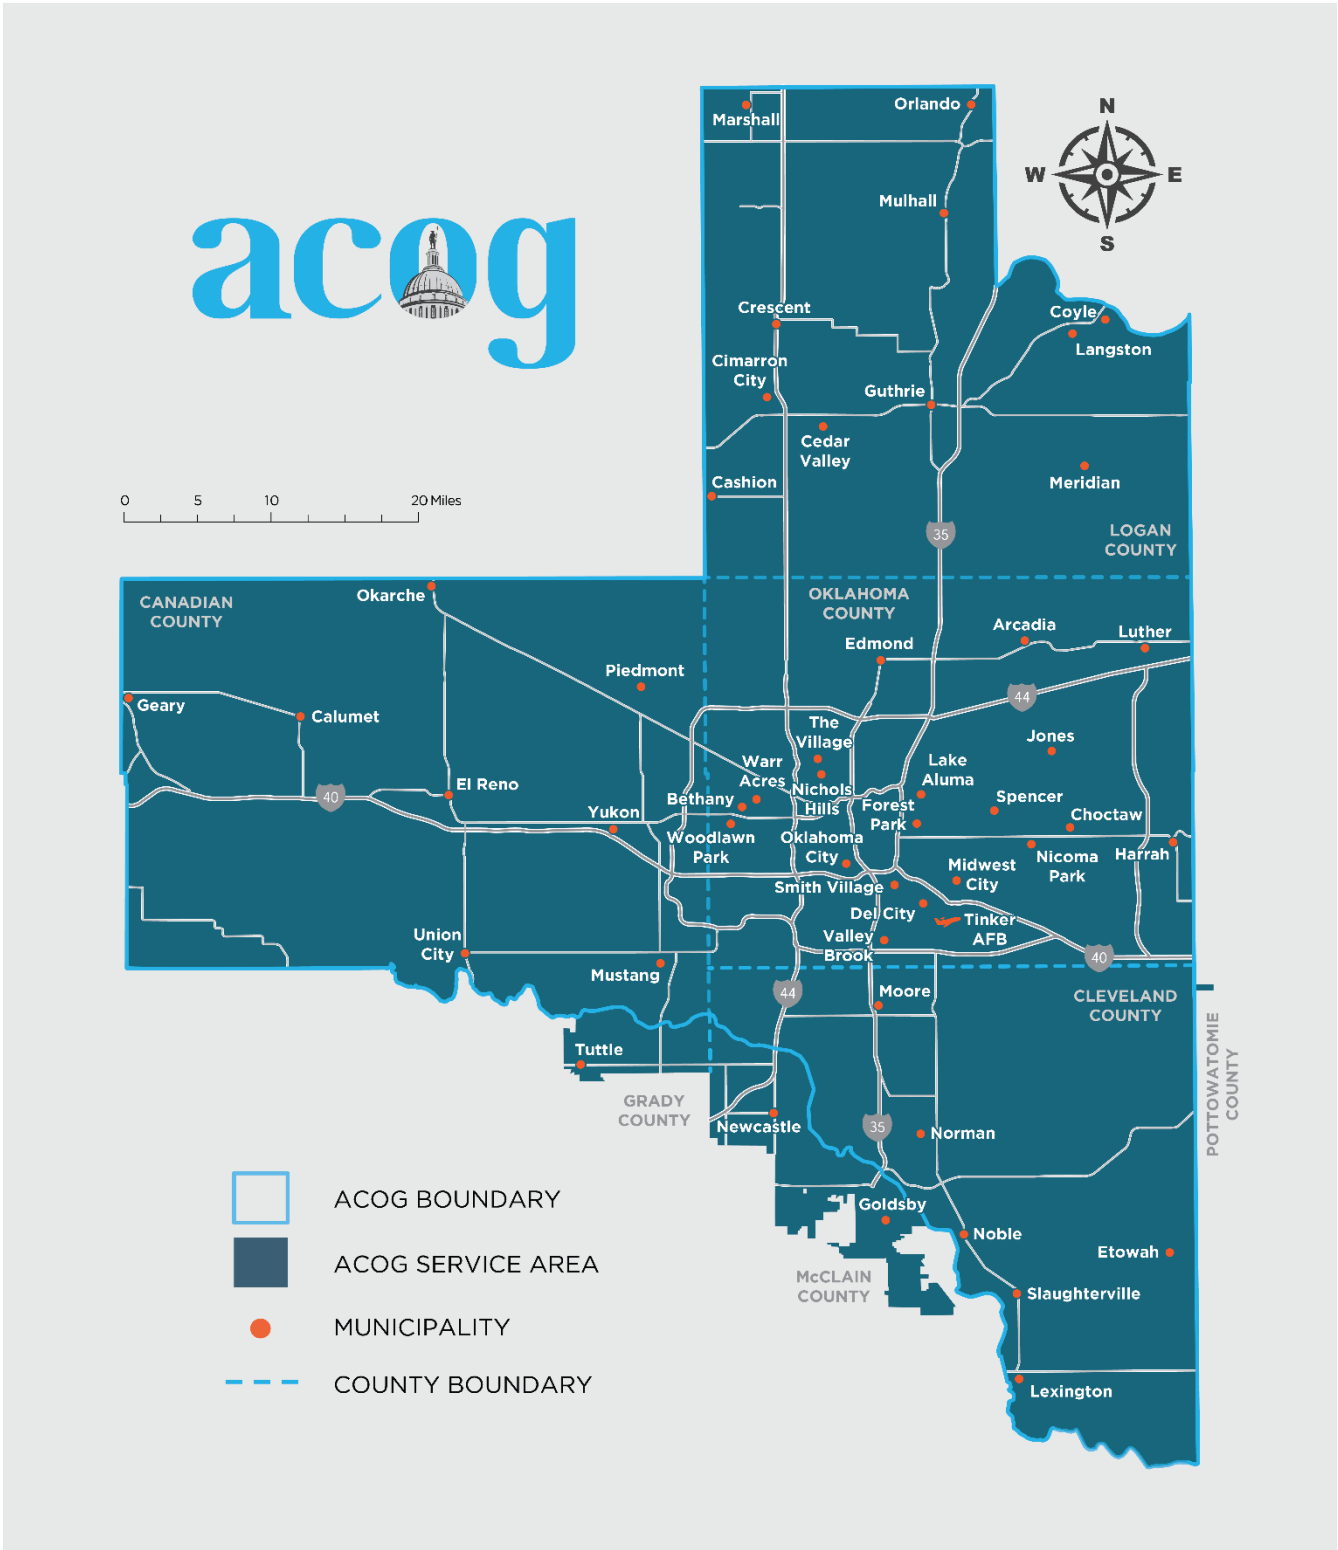 Marshall
Orlando
N
W
E
S
Mulhall
acog
Crescent
Coyle
Langston
Cimarron
City
Guthrie
Cedar
Valley
Cashion
Meridian
0 5 10 20 Miles
35
LOGAN
COUNTY
CANADIAN
COUNTY
Okarche
OKLAHOMA
COUNTY
Arcadia
Luther
Edmond
Piedmont
Geary
Calumet
44
The
Village
Jones
Warr
Acres
Lake
Aluma
El Reno
40
Nichols
Hills
Bethany
Forest
Park
Spencer
Yukon
Choctaw
Woodlawn
Park
Oklahoma
City
Nicoma
Park
Harrah
Midwest
City
Smith Village
Del City
Tinker
AFB
Union
City
Valley
Brook
40
Mustang
44
Moore
CLEVELAND
COUNTY
POTTOWATOMIE
COUNTY
Tuttle
GRADY
COUNTY
Newcastle
35
Norman
Goldsby
Noble
Etowah
McCLAIN
COUNTY
Slaughterville
Lexington
ACOG BOUNDARY
ACOG SERVICE AREA
MUNICIPALITY
COUNTY BOUNDARY